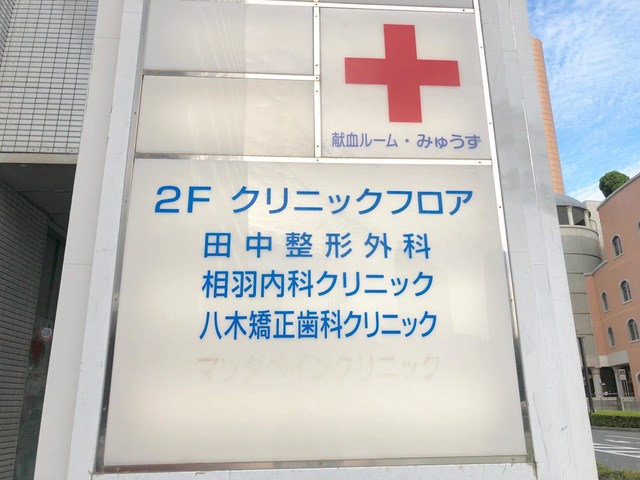 献血ルーム・みゅうず
2F クリニックフロア
田中整形外科
相羽内科クリニック
八木矯正歯科クリニック
マツダペインクリニック